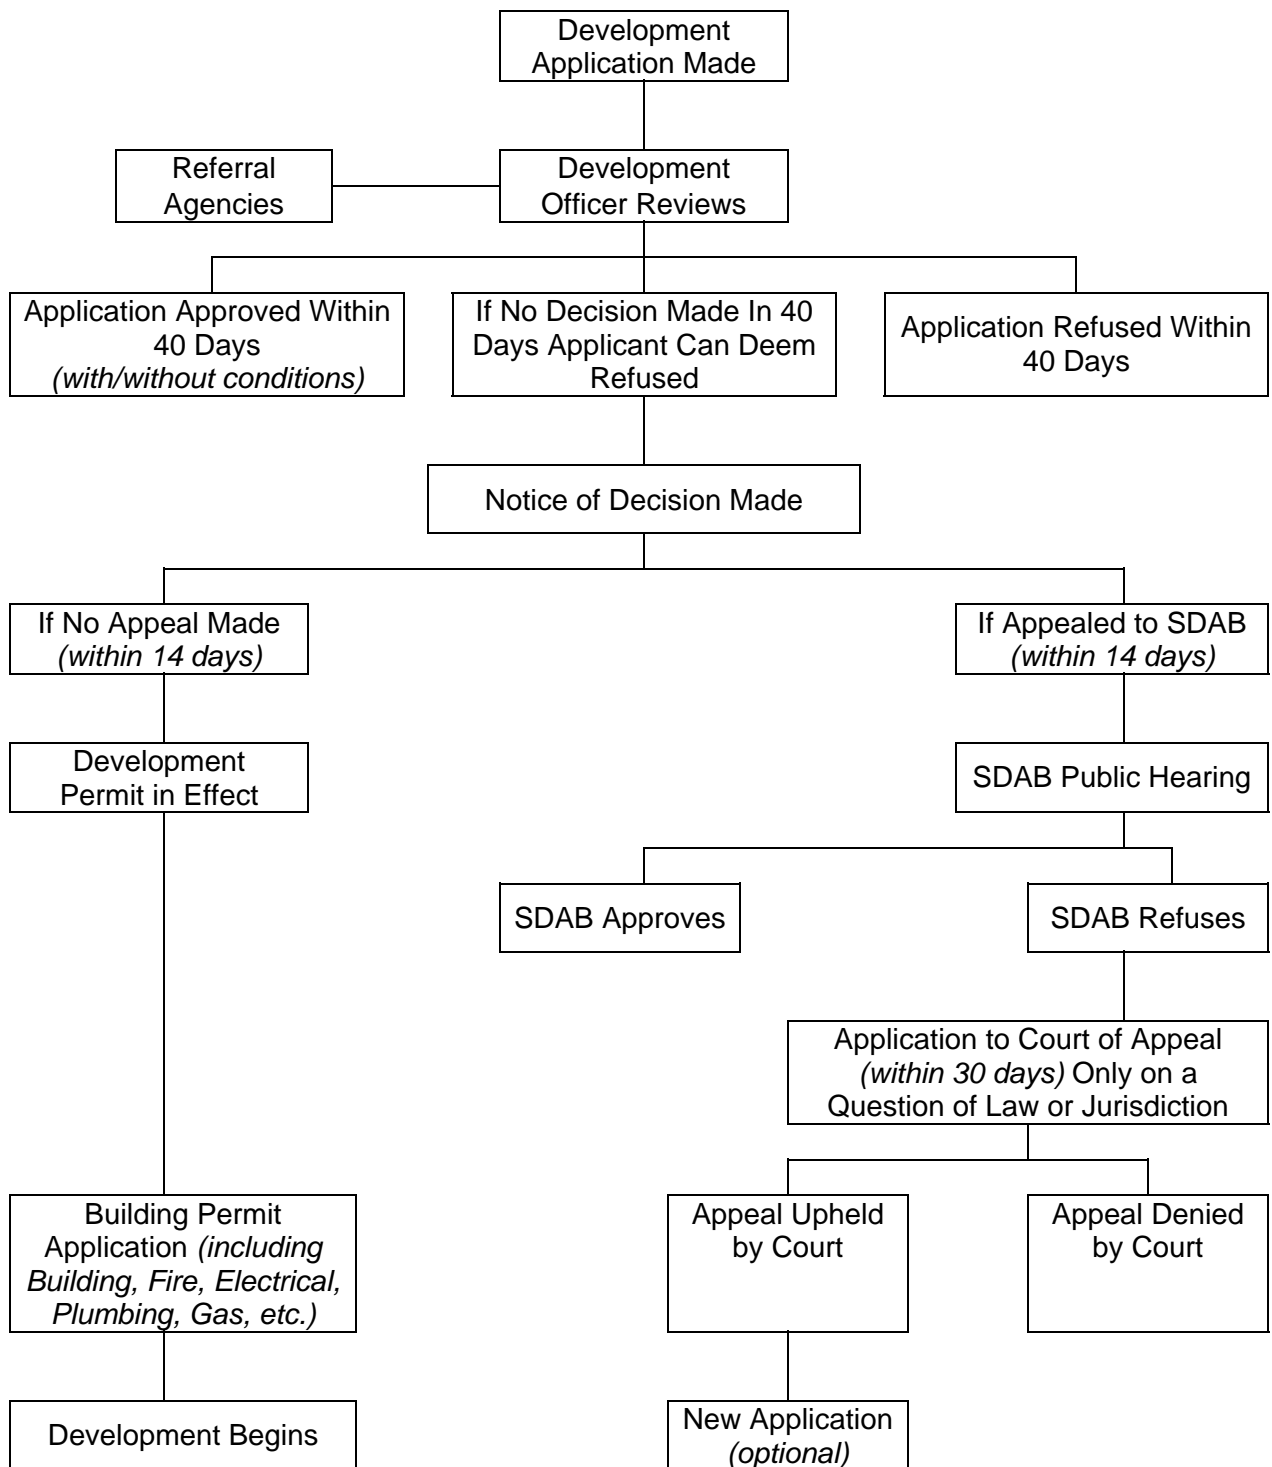 Development
Application Made
Referral
Agencies
Development
Officer Reviews
Application Approved Within
40 Days
(with/without conditions)
If No Decision Made In 40
Days Applicant Can Deem
Refused
Application Refused Within
40 Days
Notice of Decision Made
If No Appeal Made
(within 14 days)
If Appealed to SDAB
(within 14 days)
Development
Permit in Effect
SDAB Public Hearing
SDAB Approves
SDAB Refuses
Application to Court of Appeal
(within 30 days) Only on a
Question of Law or Jurisdiction
Building Permit
Application (including
Building, Fire, Electrical,
Plumbing, Gas, etc.)
Appeal Upheld
by Court
Appeal Denied
by Court
Development Begins
New Application
(optional)